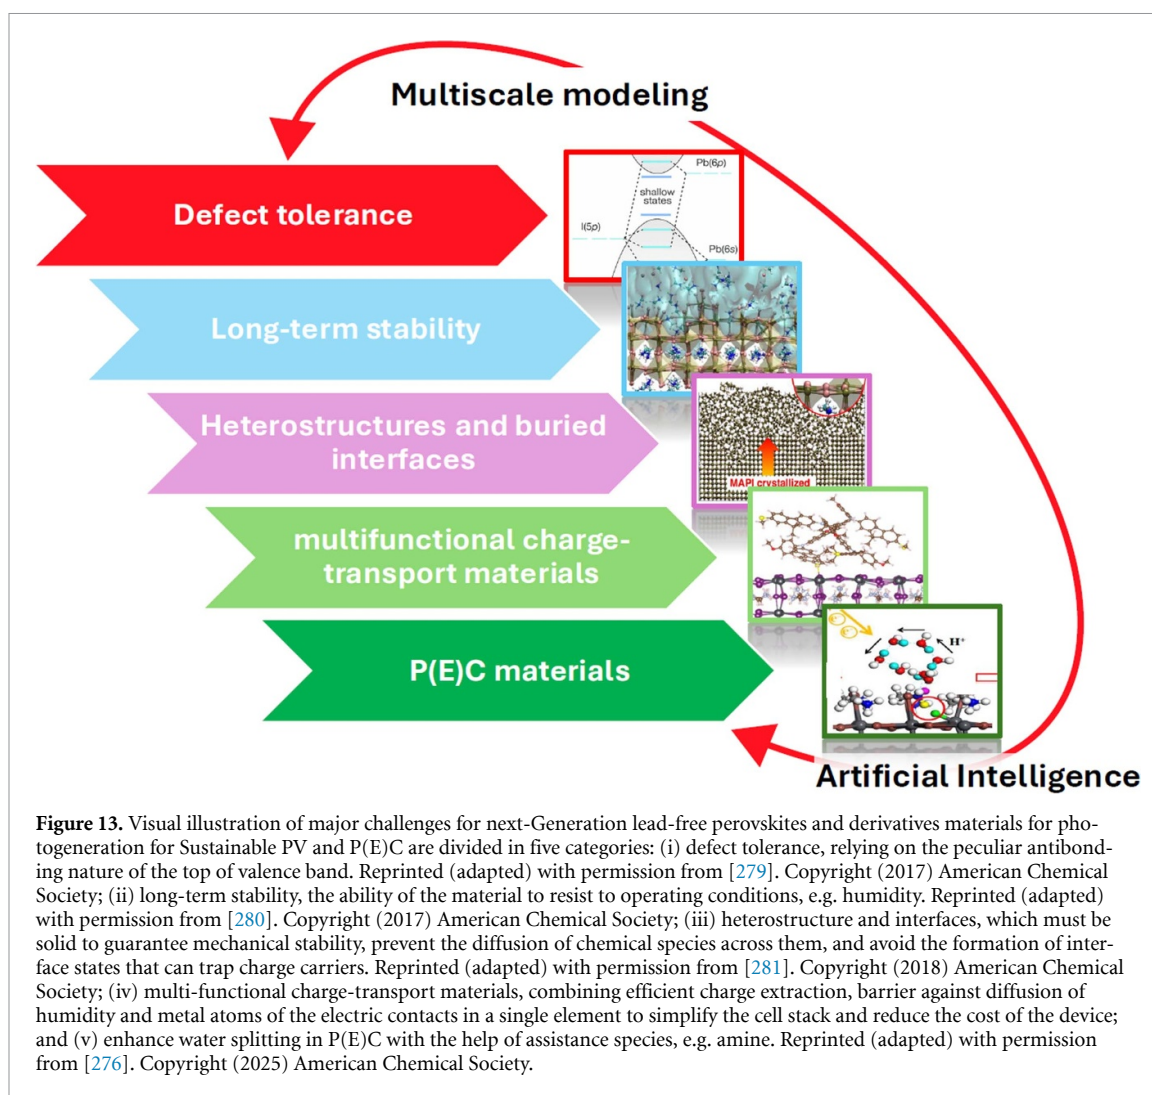 Multiscale modeling
Defect tolerance
Pb(6p)
shallow
states
I(5p)
Pb(6s)
Long-term stability
Heterostructures and buried
interfaces
MAPI crystallized
multifunctional charge-
transport materials
P(E)C materials
H⁺
Artificial Intelligence
Figure 13. Visual illustration of major challenges for next-Generation lead-free perovskites and derivatives materials for pho-
togeneration for Sustainable PV and P(E)C are divided in five categories: (i) defect tolerance, relying on the peculiar antibond-
ing nature of the top of valence band. Reprinted (adapted) with permission from [279]. Copyright (2017) American Chemical
Society; (ii) long-term stability, the ability of the material to resist to operating conditions, e.g. humidity. Reprinted (adapted)
with permission from [280]. Copyright (2017) American Chemical Society; (iii) heterostructure and interfaces, which must be
solid to guarantee mechanical stability, prevent the diffusion of chemical species across them, and avoid the formation of inter-
face states that can trap charge carriers. Reprinted (adapted) with permission from [281]. Copyright (2018) American Chemical
Society; (iv) multi-functional charge-transport materials, combining efficient charge extraction, barrier against diffusion of
humidity and metal atoms of the electric contacts in a single element to simplify the cell stack and reduce the cost of the device;
and (v) enhance water splitting in P(E)C with the help of assistance species, e.g. amine. Reprinted (adapted) with permission
from [276]. Copyright (2025) American Chemical Society.